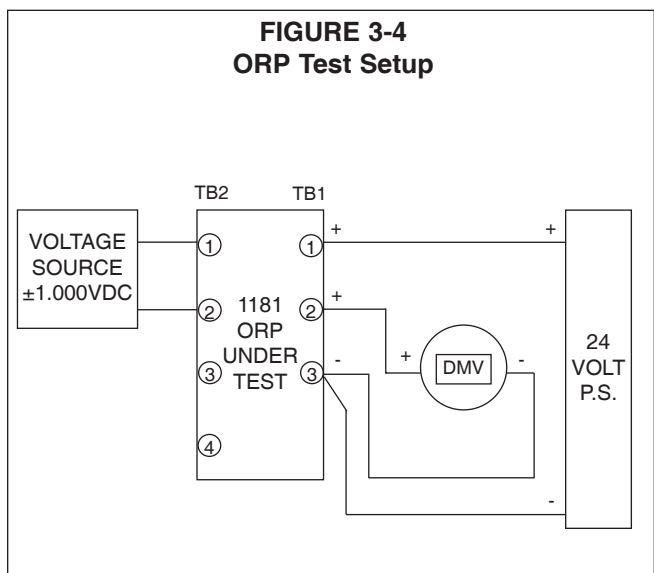 FIGURE 3-4
ORP Test Setup
TB2 TB1
VOLTAGE
SOURCE
±1.000VDC
1 2 3 4
1181
ORP
UNDER
TEST
1 2 3
+ +
+
-
+ DMV -
24
VOLT
P.S.
-